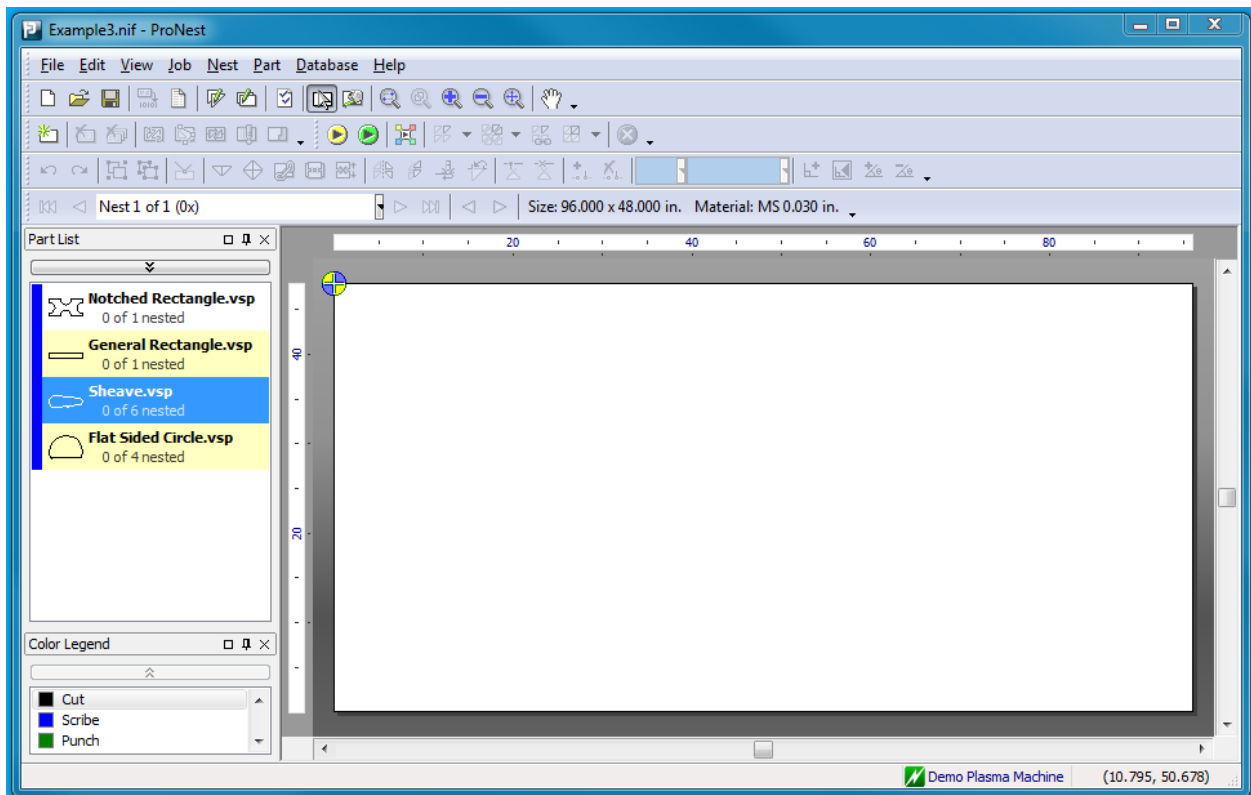 Example3.nif - ProNest
File Edit View Job Nest Part Database Help
Nest 1 of 1 (0x) Size: 96.000 x 48.000 in. Material: MS 0.030 in.
Part List
20 40 60 80
Notched Rectangle.vsp
0 of 1 nested
General Rectangle.vsp
0 of 1 nested
40
Sheave.vsp
0 of 6 nested
Flat Sided Circle.vsp
0 of 4 nested
20
Color Legend
Cut
Scribe
Punch
Demo Plasma Machine (10.795, 50.678)